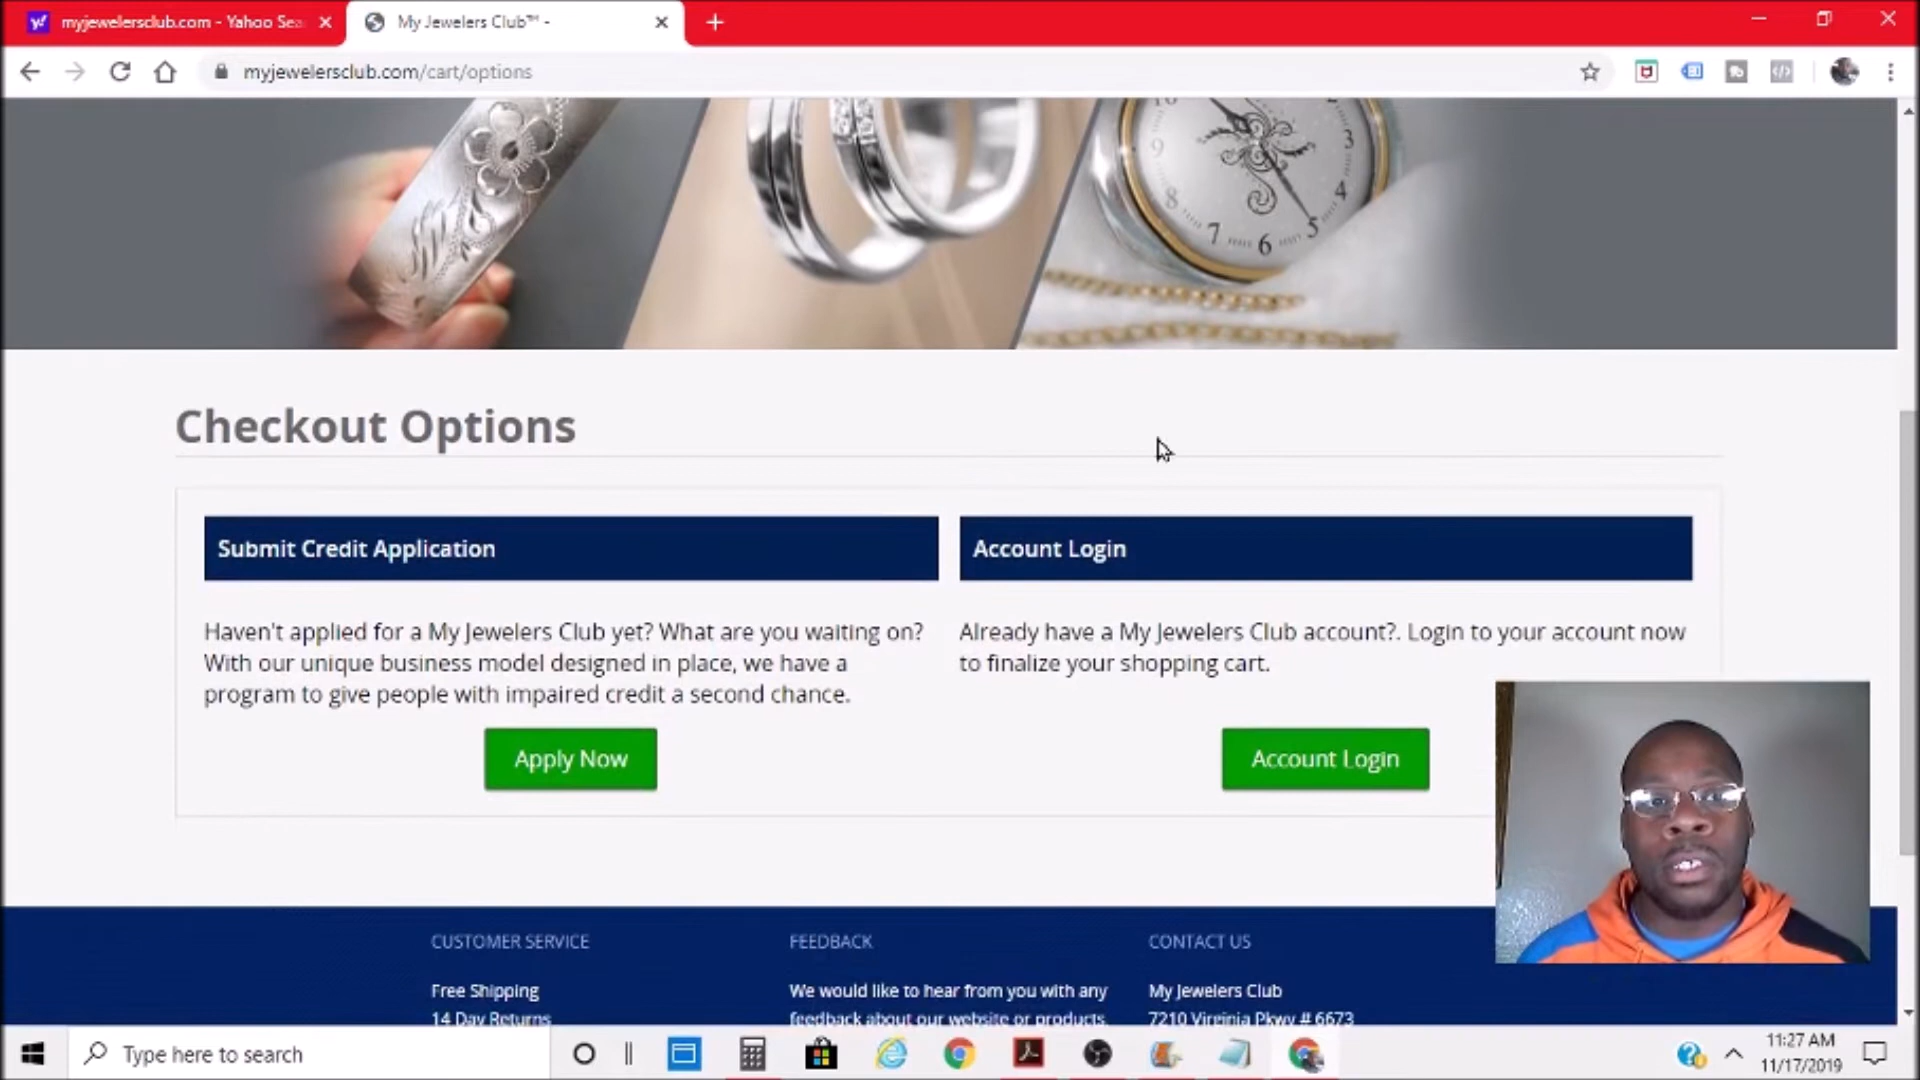 myjewelersclub.com - Yahoo Sea
My Jewelers Club™ -
myjewelersclub.com/cart/options
Checkout Options
Submit Credit Application
Haven't applied for a My Jewelers Club yet? What are you waiting on?
With our unique business model designed in place, we have a
program to give people with impaired credit a second chance.
Apply Now
Account Login
Already have a My Jewelers Club account?. Login to your account now
to finalize your shopping cart.
Account Login
CUSTOMER SERVICE
Free Shipping
14 Day Returns
FEEDBACK
We would like to hear from you with any
feedback about our website or products.
CONTACT US
My Jewelers Club
7210 Virginia Pkwy # 6673
Type here to search
11:27 AM
11/17/2019